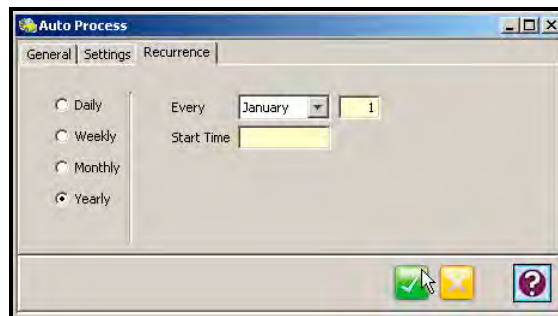 Auto Process
General Settings Recurrence
Daily Every January 1
Weekly Start Time
Monthly
Yearly